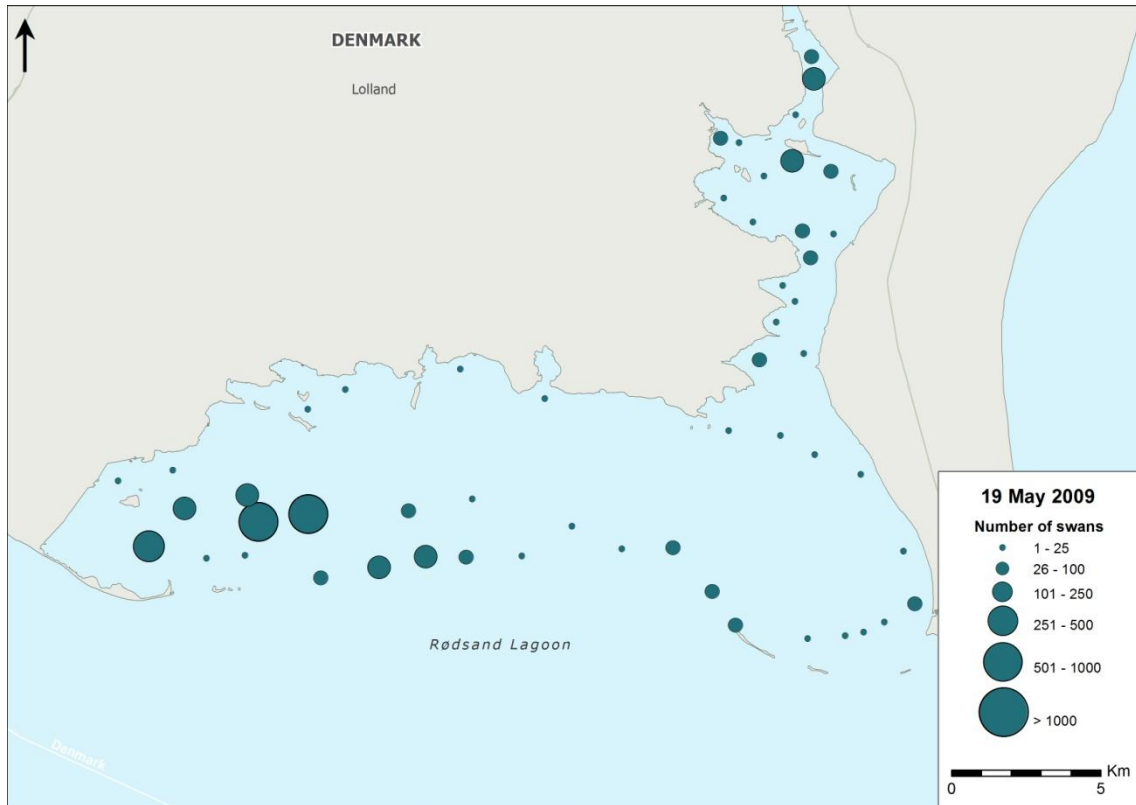 DENMARK
Lolland
Rødsand Lagoon
Denmark
19 May 2009
Number of swans
1 - 25
26 - 100
101 - 250
251 - 500
501 - 1000
> 1000
Km
0 5